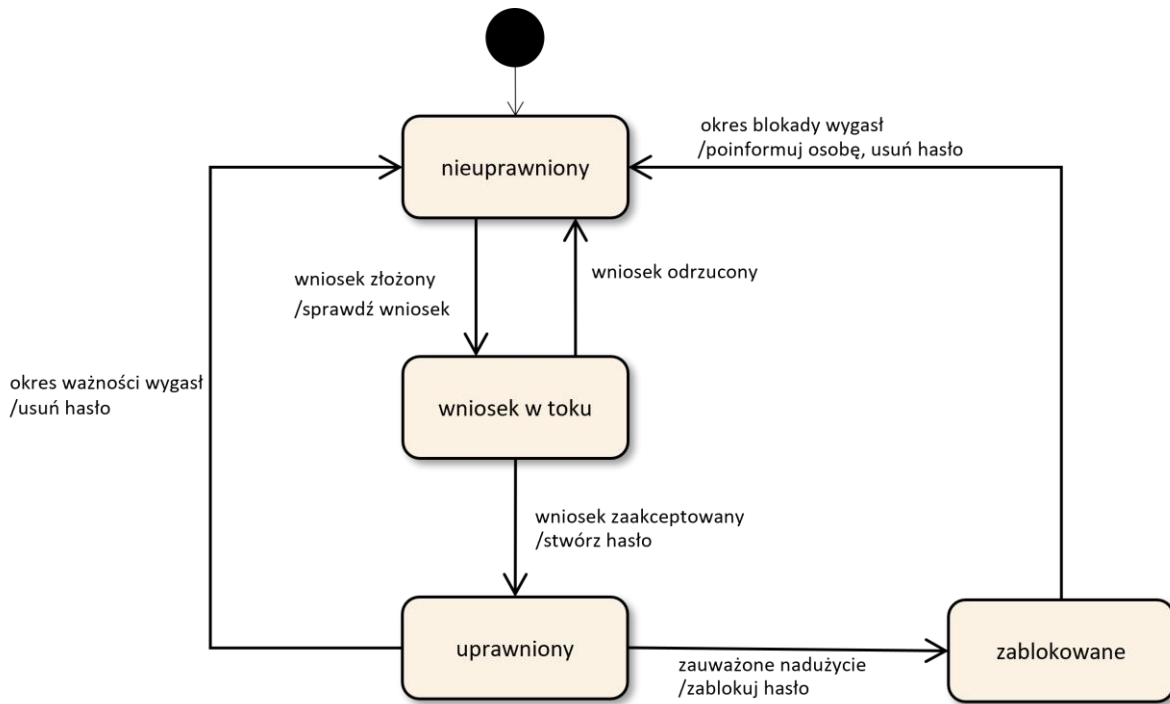 okres blokady wygasł
/poinformuj osobę, usuń hasło
nieuprawniony
wniosek złożony
/sprawdź wniosek
wniosek odrzucony
okres ważności wygasł
/usuń hasło
wniosek w toku
wniosek zaakceptowany
/stwórz hasło
uprawniony
zauważone nadużycie
/zablokuj hasło
zablokowane